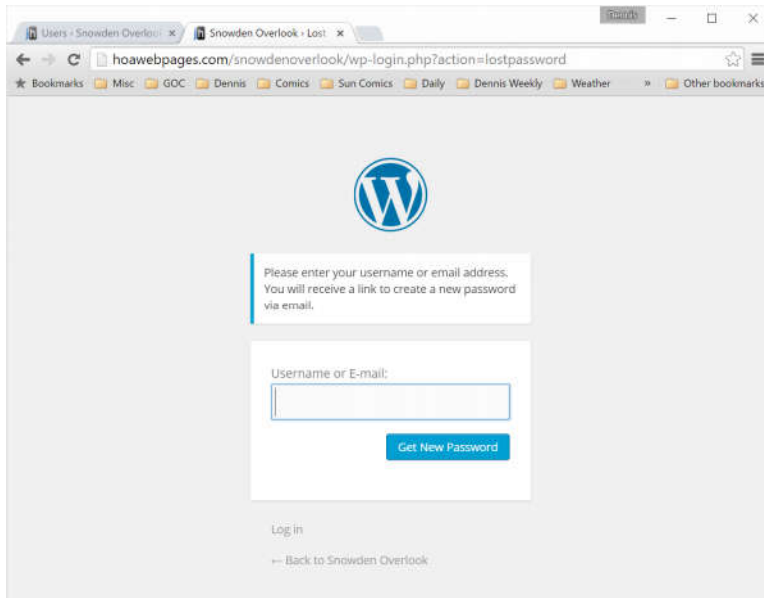 Dennis
Users ‹ Snowden Overloo
Snowden Overlook › Lost
hoawebpages.com/snowdenoverlook/wp-login.php?action=lostpassword
Bookmarks Misc GOC Dennis Comics Sun Comics Daily Dennis Weekly Weather » Other bookmarks
W
Please enter your username or email address.
You will receive a link to create a new password
via email.
Username or E-mail:
Get New Password
Log in
← Back to Snowden Overlook